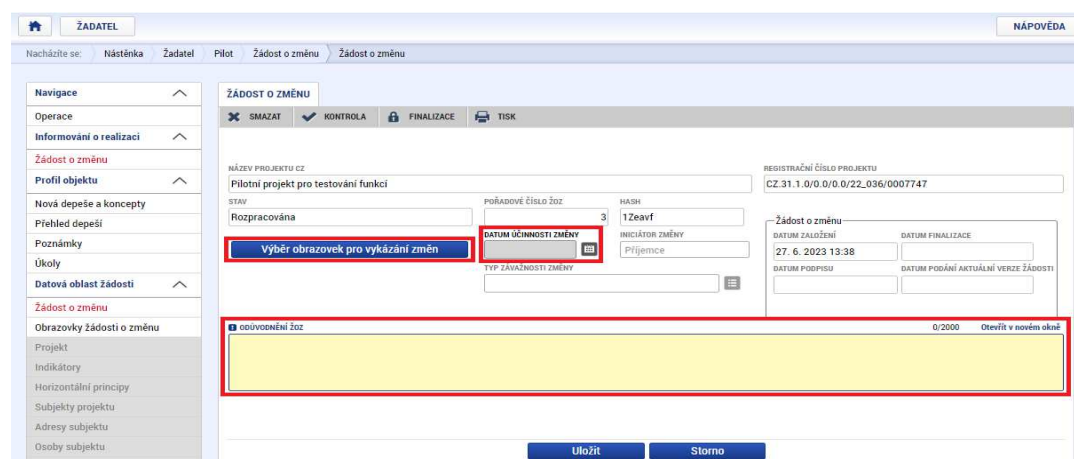 ŽADATEL
NÁPOVĚDA
Nacházíte se: Nástěnka Žadatel Pilot Žádost o změnu Žádost o změnu
Navigace
Operace
Informování o realizaci
Žádost o změnu
Profil objektu
Nová depeše a koncepty
Přehled depeší
Poznámky
Úkoly
Datová oblast žádosti
Žádost o změnu
Obrazovky žádosti o změnu
Projekt
Indikátory
Horizontální principy
Subjekty projektu
Adresy subjektu
Osoby subjektu
ŽÁDOST O ZMĚNU
SMAZAT KONTROLA FINALIZACE TISK
NÁZEV PROJEKTU CZ
Pilotní projekt pro testování funkcí
REGISTRAČNÍ ČÍSLO PROJEKTU
CZ.31.1.0/0.0/0.0/22_036/0007747
STAV
Rozpracována
POŘADOVÉ ČÍSLO ŽOZ
3
HASH
1Zeavf
Výběr obrazovek pro vykázání změn
DATUM ÚČINNOSTI ZMĚNY
INICIÁTOR ZMĚNY
Příjemce
TYP ZÁVAŽNOSTI ZMĚNY
Žádost o změnu
DATUM ZALOŽENÍ
27. 6. 2023 13:38
DATUM FINALIZACE
DATUM PODPISU
DATUM PODÁNÍ AKTUÁLNÍ VERZE ŽÁDOSTI
ODŮVODNĚNÍ ŽOZ
0/2000 Otevřít v novém okně
Uložit
Storno